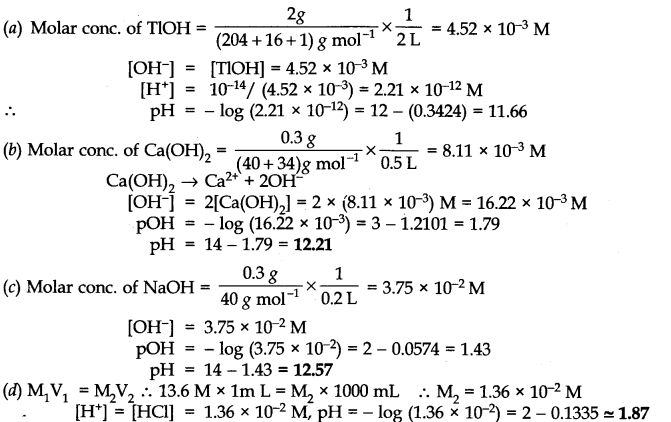 (a) Molar conc. of TlOH = 2g / (204 + 16 + 1) g mol⁻¹ × 1 / 2 L = 4.52 × 10⁻³ M
[OH⁻] = [TlOH] = 4.52 × 10⁻³ M
[H⁺] = 10⁻¹⁴/ (4.52 × 10⁻³) = 2.21 × 10⁻¹² M
∴ pH = – log (2.21 × 10⁻¹²) = 12 – (0.3424) = 11.66
(b) Molar conc. of Ca(OH)₂ = 0.3 g / (40 + 34)g mol⁻¹ × 1 / 0.5 L = 8.11 × 10⁻³ M
Ca(OH)₂ → Ca²⁺ + 2OH⁻
[OH⁻] = 2[Ca(OH)₂] = 2 × (8.11 × 10⁻³) M = 16.22 × 10⁻³ M
pOH = – log (16.22 × 10⁻³) = 3 – 1.2101 = 1.79
pH = 14 – 1.79 = 12.21
(c) Molar conc. of NaOH = 0.3 g / 40 g mol⁻¹ × 1 / 0.2 L = 3.75 × 10⁻² M
[OH⁻] = 3.75 × 10⁻² M
pOH = – log (3.75 × 10⁻²) = 2 – 0.0574 = 1.43
pH = 14 – 1.43 = 12.57
(d) M₁V₁ = M₂V₂ ∴ 13.6 M × 1m L = M₂ × 1000 mL ∴ M₂ = 1.36 × 10⁻² M
[H⁺] = [HCl] = 1.36 × 10⁻² M, pH = – log (1.36 × 10⁻²) = 2 – 0.1335 ≃ 1.87